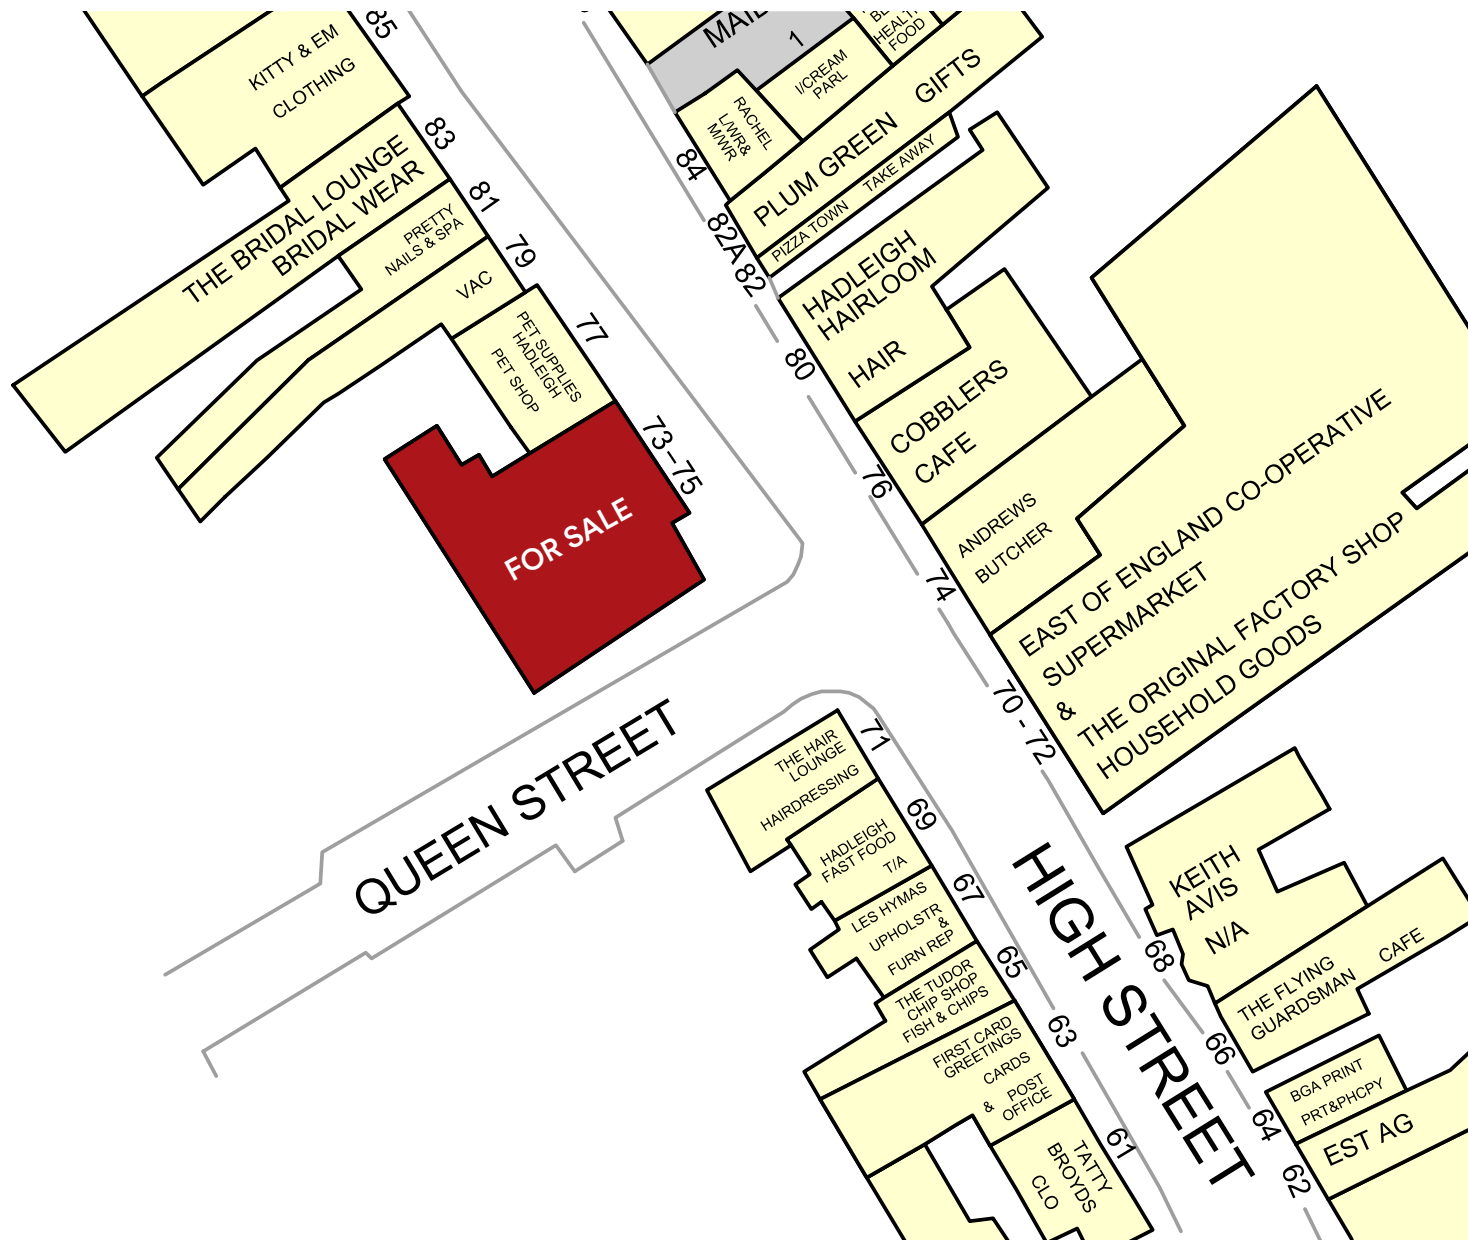 85
KITTY & EM
CLOTHING
83
THE BRIDAL LOUNGE
BRIDAL WEAR
81
PRETTY
NAILS & SPA
79
VAC
77
PET SUPPLIES
HADLEIGH
PET SHOP
73–75
FOR SALE
QUEEN STREET
1
HEALTH
FOOD
I/CREAM
PARL
RACHEL
L/WR&
M/WR
84
PLUM GREEN GIFTS
82A
PIZZA TOWN TAKE AWAY
82
HADLEIGH
HAIRLOOM
HAIR
80
COBBLERS
CAFE
76
ANDREWS
BUTCHER
74
EAST OF ENGLAND CO-OPERATIVE
SUPERMARKET
&
THE ORIGINAL FACTORY SHOP
HOUSEHOLD GOODS
70 - 72
71
THE HAIR
LOUNGE
HAIRDRESSING
69
HADLEIGH
FAST FOOD
T/A
67
LES HYMAS
UPHOLSTR
&
FURN REP
65
THE TUDOR
CHIP SHOP
FISH & CHIPS
63
FIRST CARD
GREETINGS
CARDS
& POST
OFFICE
61
TATTY
BROYDS
CLO
HIGH STREET
KEITH
AVIS
N/A
68
THE FLYING
GUARDSMAN
CAFE
66
BGA PRINT
PRT&PHCPY
64
EST AG
62